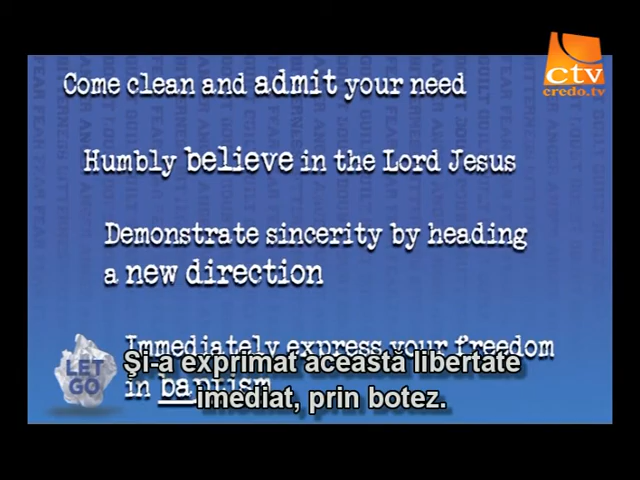 ctv
credo.tv
Come clean and admit your need
Humbly believe in the Lord Jesus
Demonstrate sincerity by heading
a new direction
Immediately express your freedom
in baptism
LET
GO
Şi-a exprimat această libertate
imediat, prin botez.